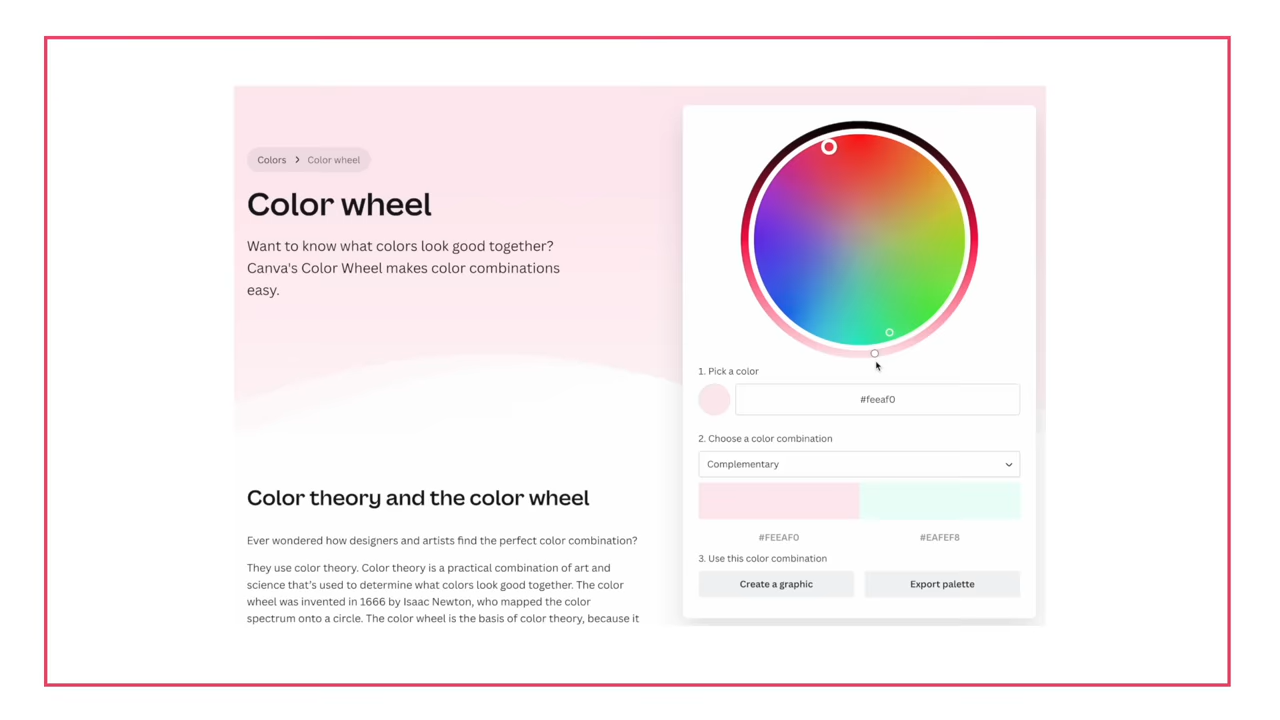 Colors > Color wheel
Color wheel
Want to know what colors look good together?
Canva's Color Wheel makes color combinations
easy.
Color theory and the color wheel
Ever wondered how designers and artists find the perfect color combination?
They use color theory. Color theory is a practical combination of art and
science that's used to determine what colors look good together. The color
wheel was invented in 1666 by Isaac Newton, who mapped the color
spectrum onto a circle. The color wheel is the basis of color theory, because it
1. Pick a color
#feeaf0
2. Choose a color combination
Complementary
#FEEAF0 #EAFEF8
3. Use this color combination
Create a graphic Export palette